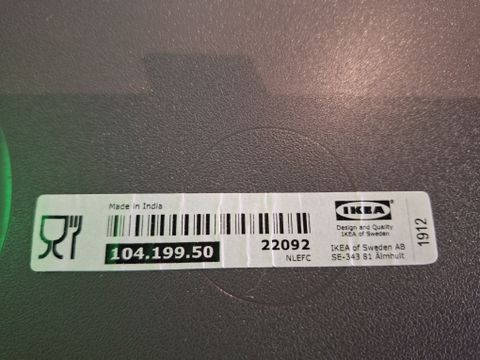 Made in India
104.199.50
22092
NLEFC
IKEA
Design and Quality
IKEA of Sweden
IKEA of Sweden AB
SE-343 81 Älmhult
1912